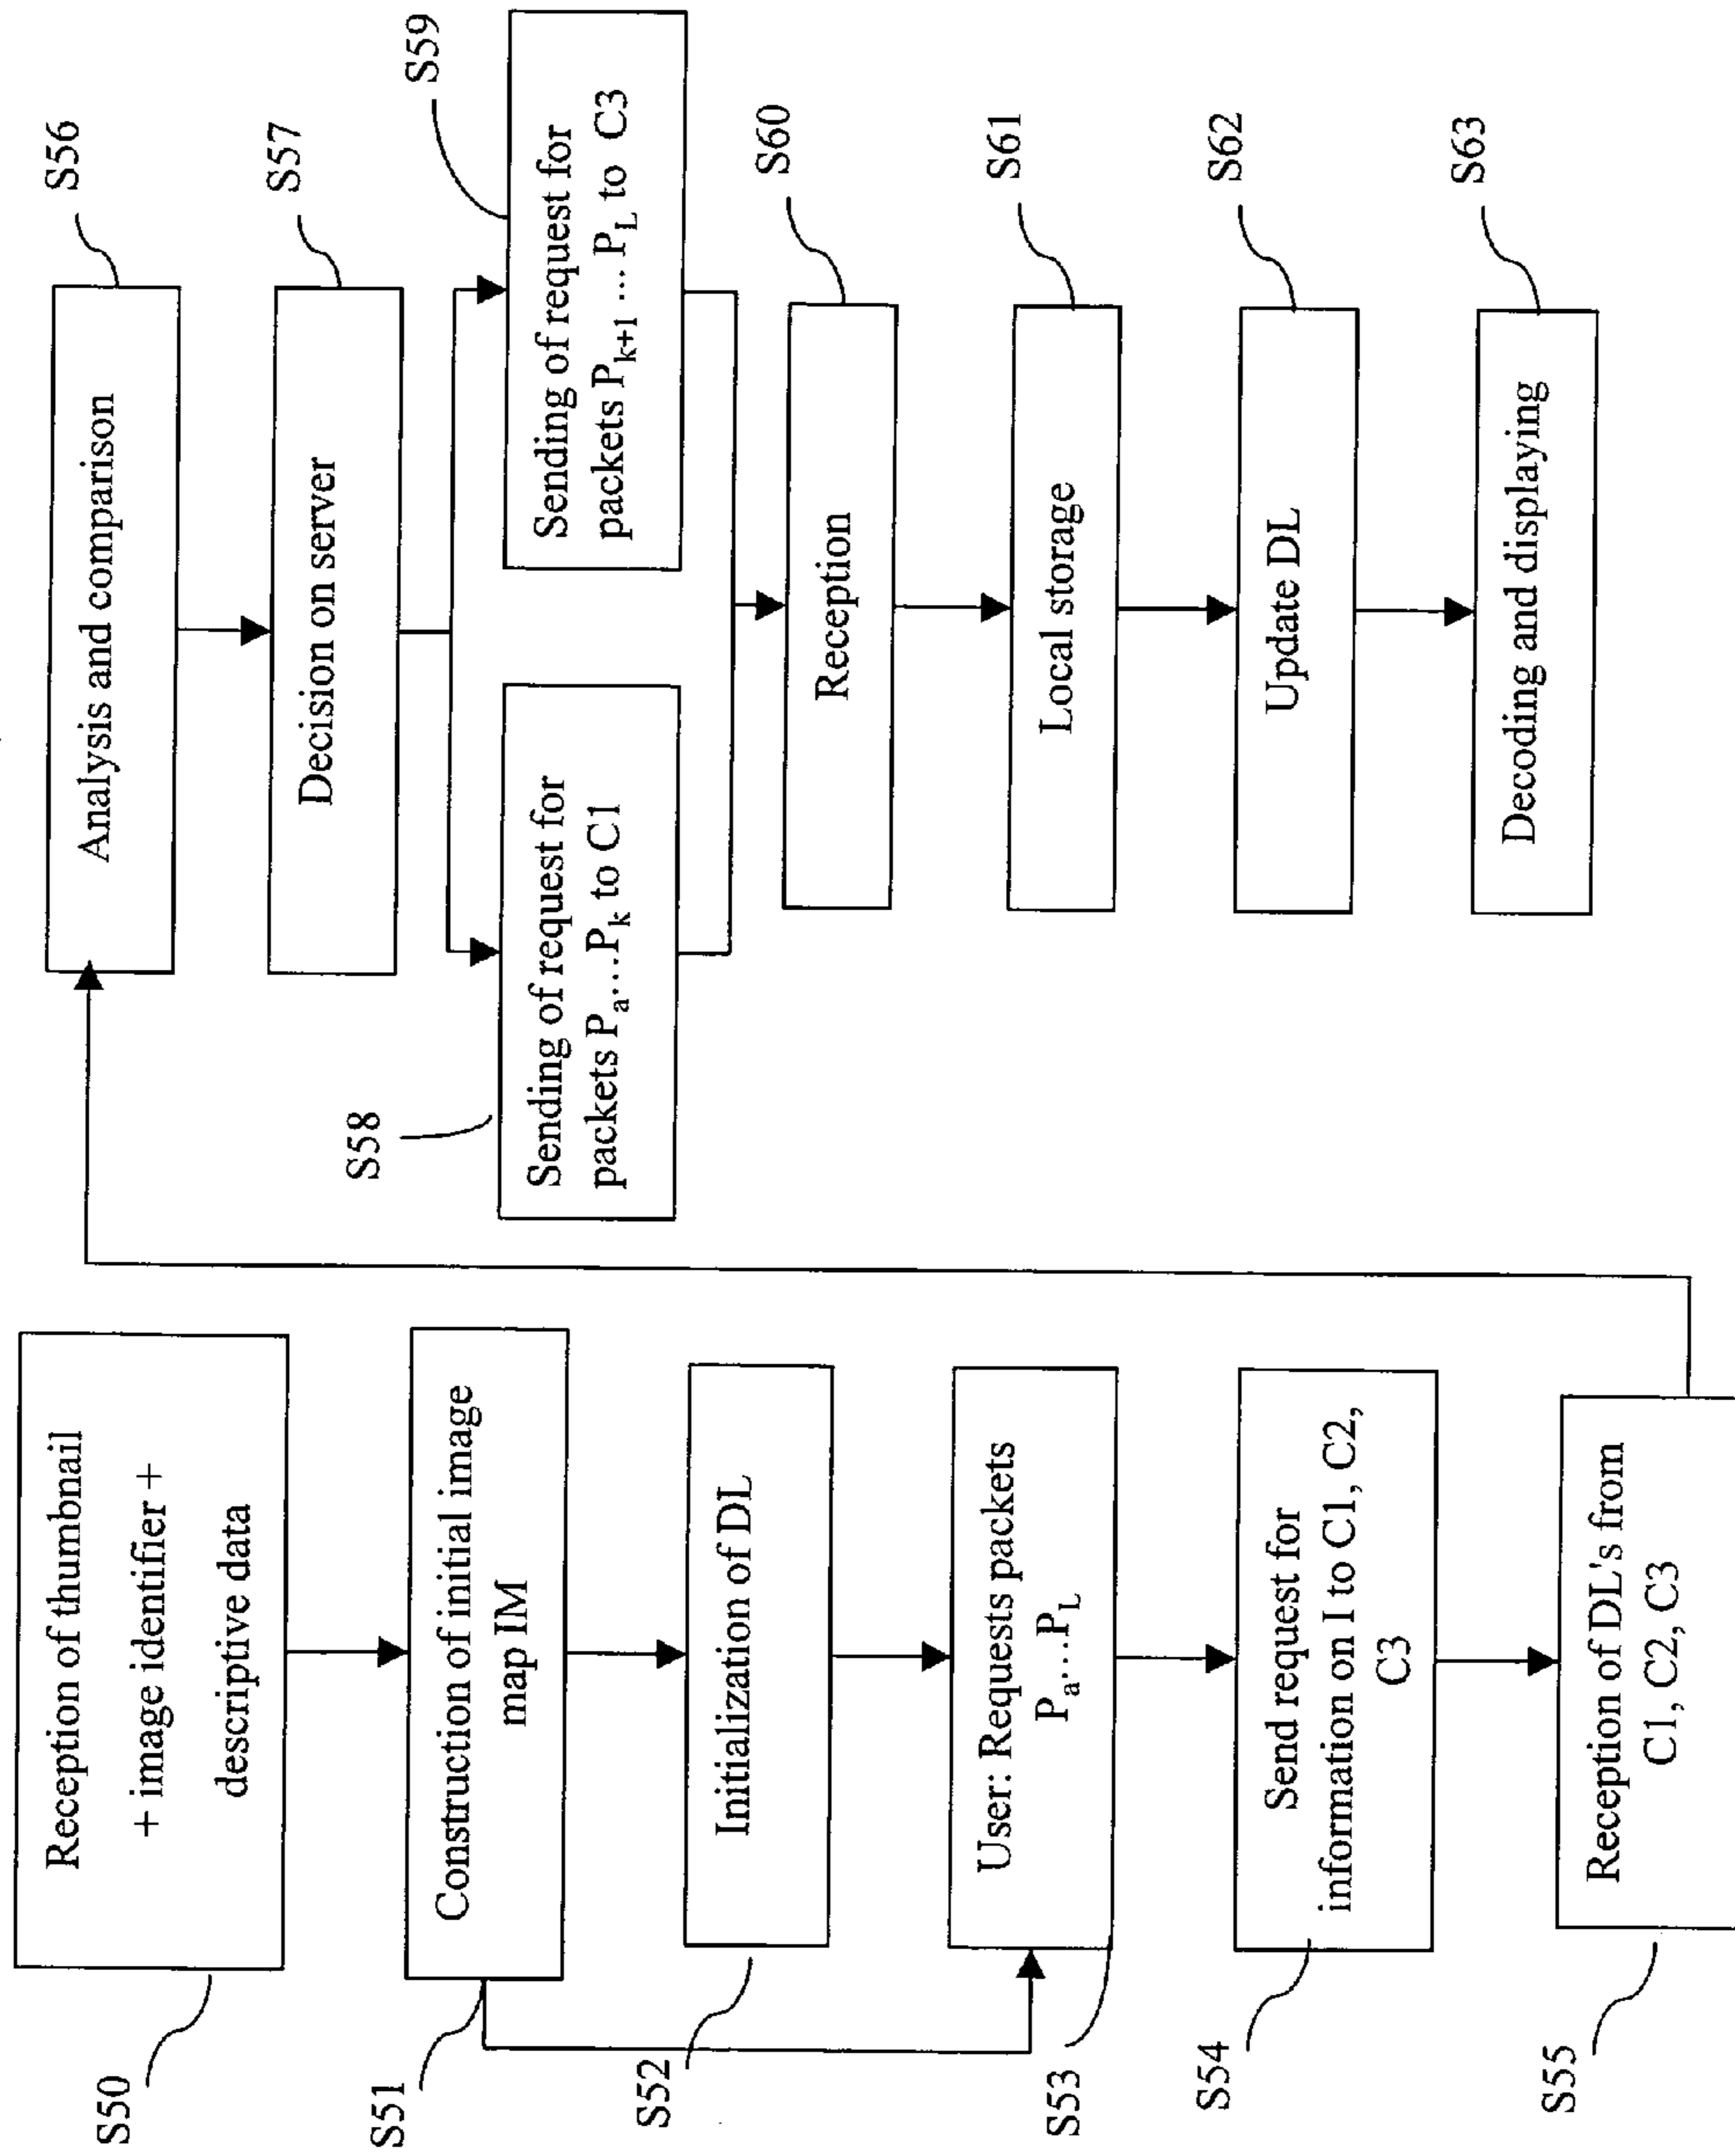 S50
Reception of thumbnail
+ image identifier +
descriptive data
S51
Construction of initial image
map IM
S52
Initialization of DL
S53
User: Requests packets
Pₐ....P_L
S54
Send request for
information on I to C1, C2,
C3
S55
Reception of DL's from
C1, C2, C3
S56
Analysis and comparison
S57
Decision on server
S58
Sending of request for
packets Pₐ....Pₖ to C1
S59
Sending of request for
packets Pₖ₊₁ ... P_L to C3
S60
Reception
S61
Local storage
S62
Update DL
S63
Decoding and displaying